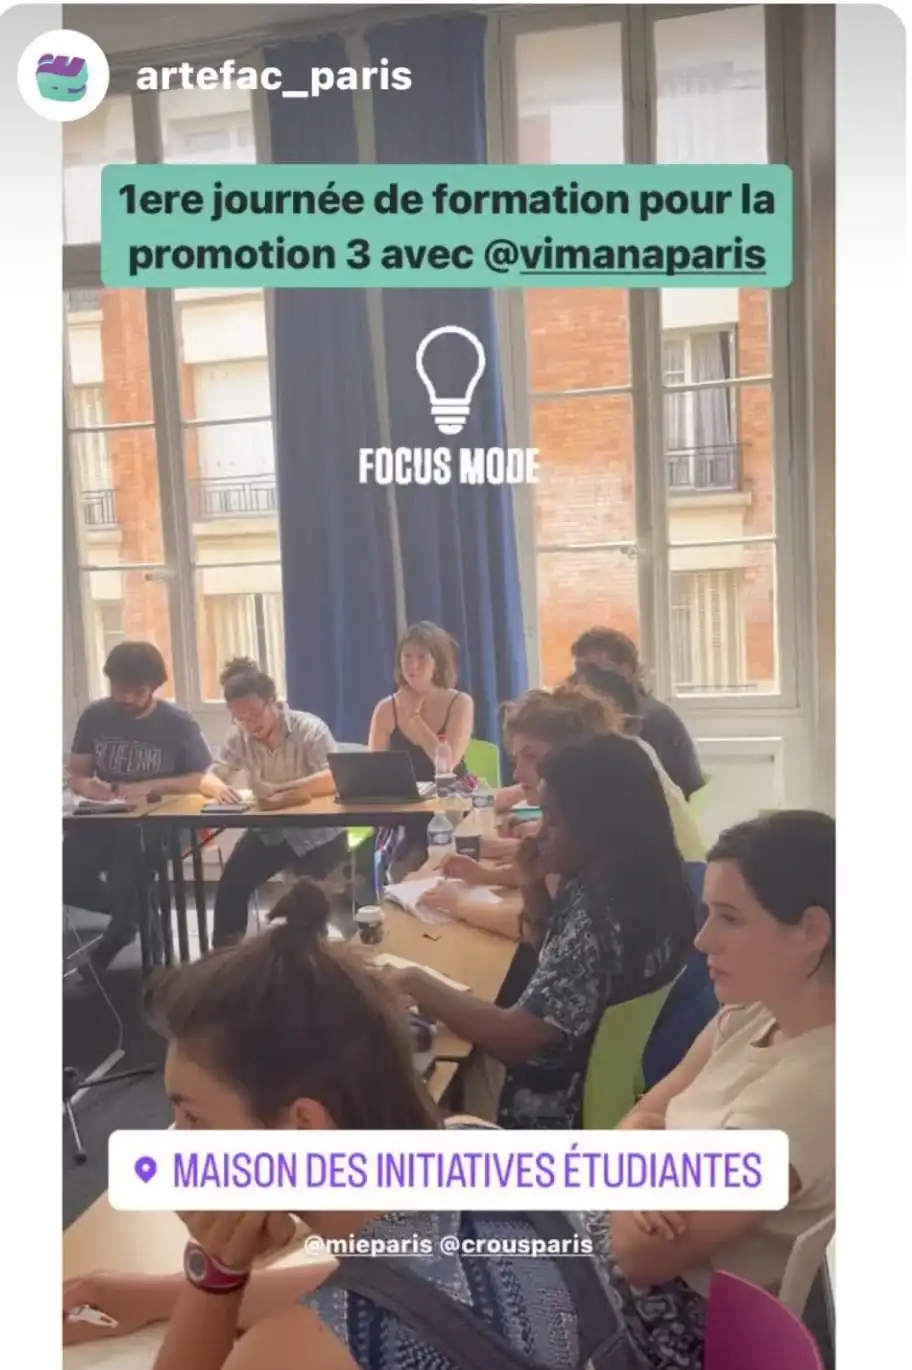 artefac_paris
1ere journée de formation pour la
promotion 3 avec @vimanaparis
FOCUS MODE
MAISON DES INITIATIVES ÉTUDIANTES
@mieparis @crousparis